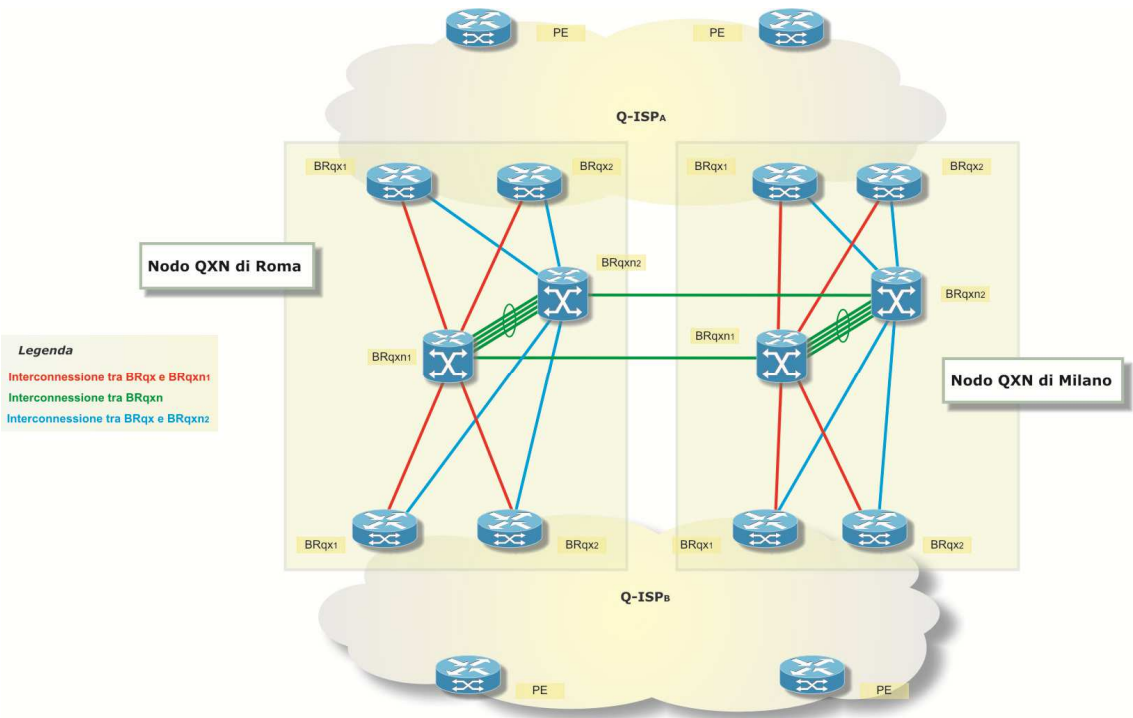 PE
PE
Q-ISPA
BRqx1
BRqx2
BRqx1
BRqx2
Nodo QXN di Roma
BRqxn2
BRqxn2
BRqxn1
BRqxn1
Legenda
Interconnessione tra BRqx e BRqxn1
Interconnessione tra BRqxn
Interconnessione tra BRqx e BRqxn2
Nodo QXN di Milano
BRqx1
BRqx2
BRqx1
BRqx2
Q-ISPB
PE
PE